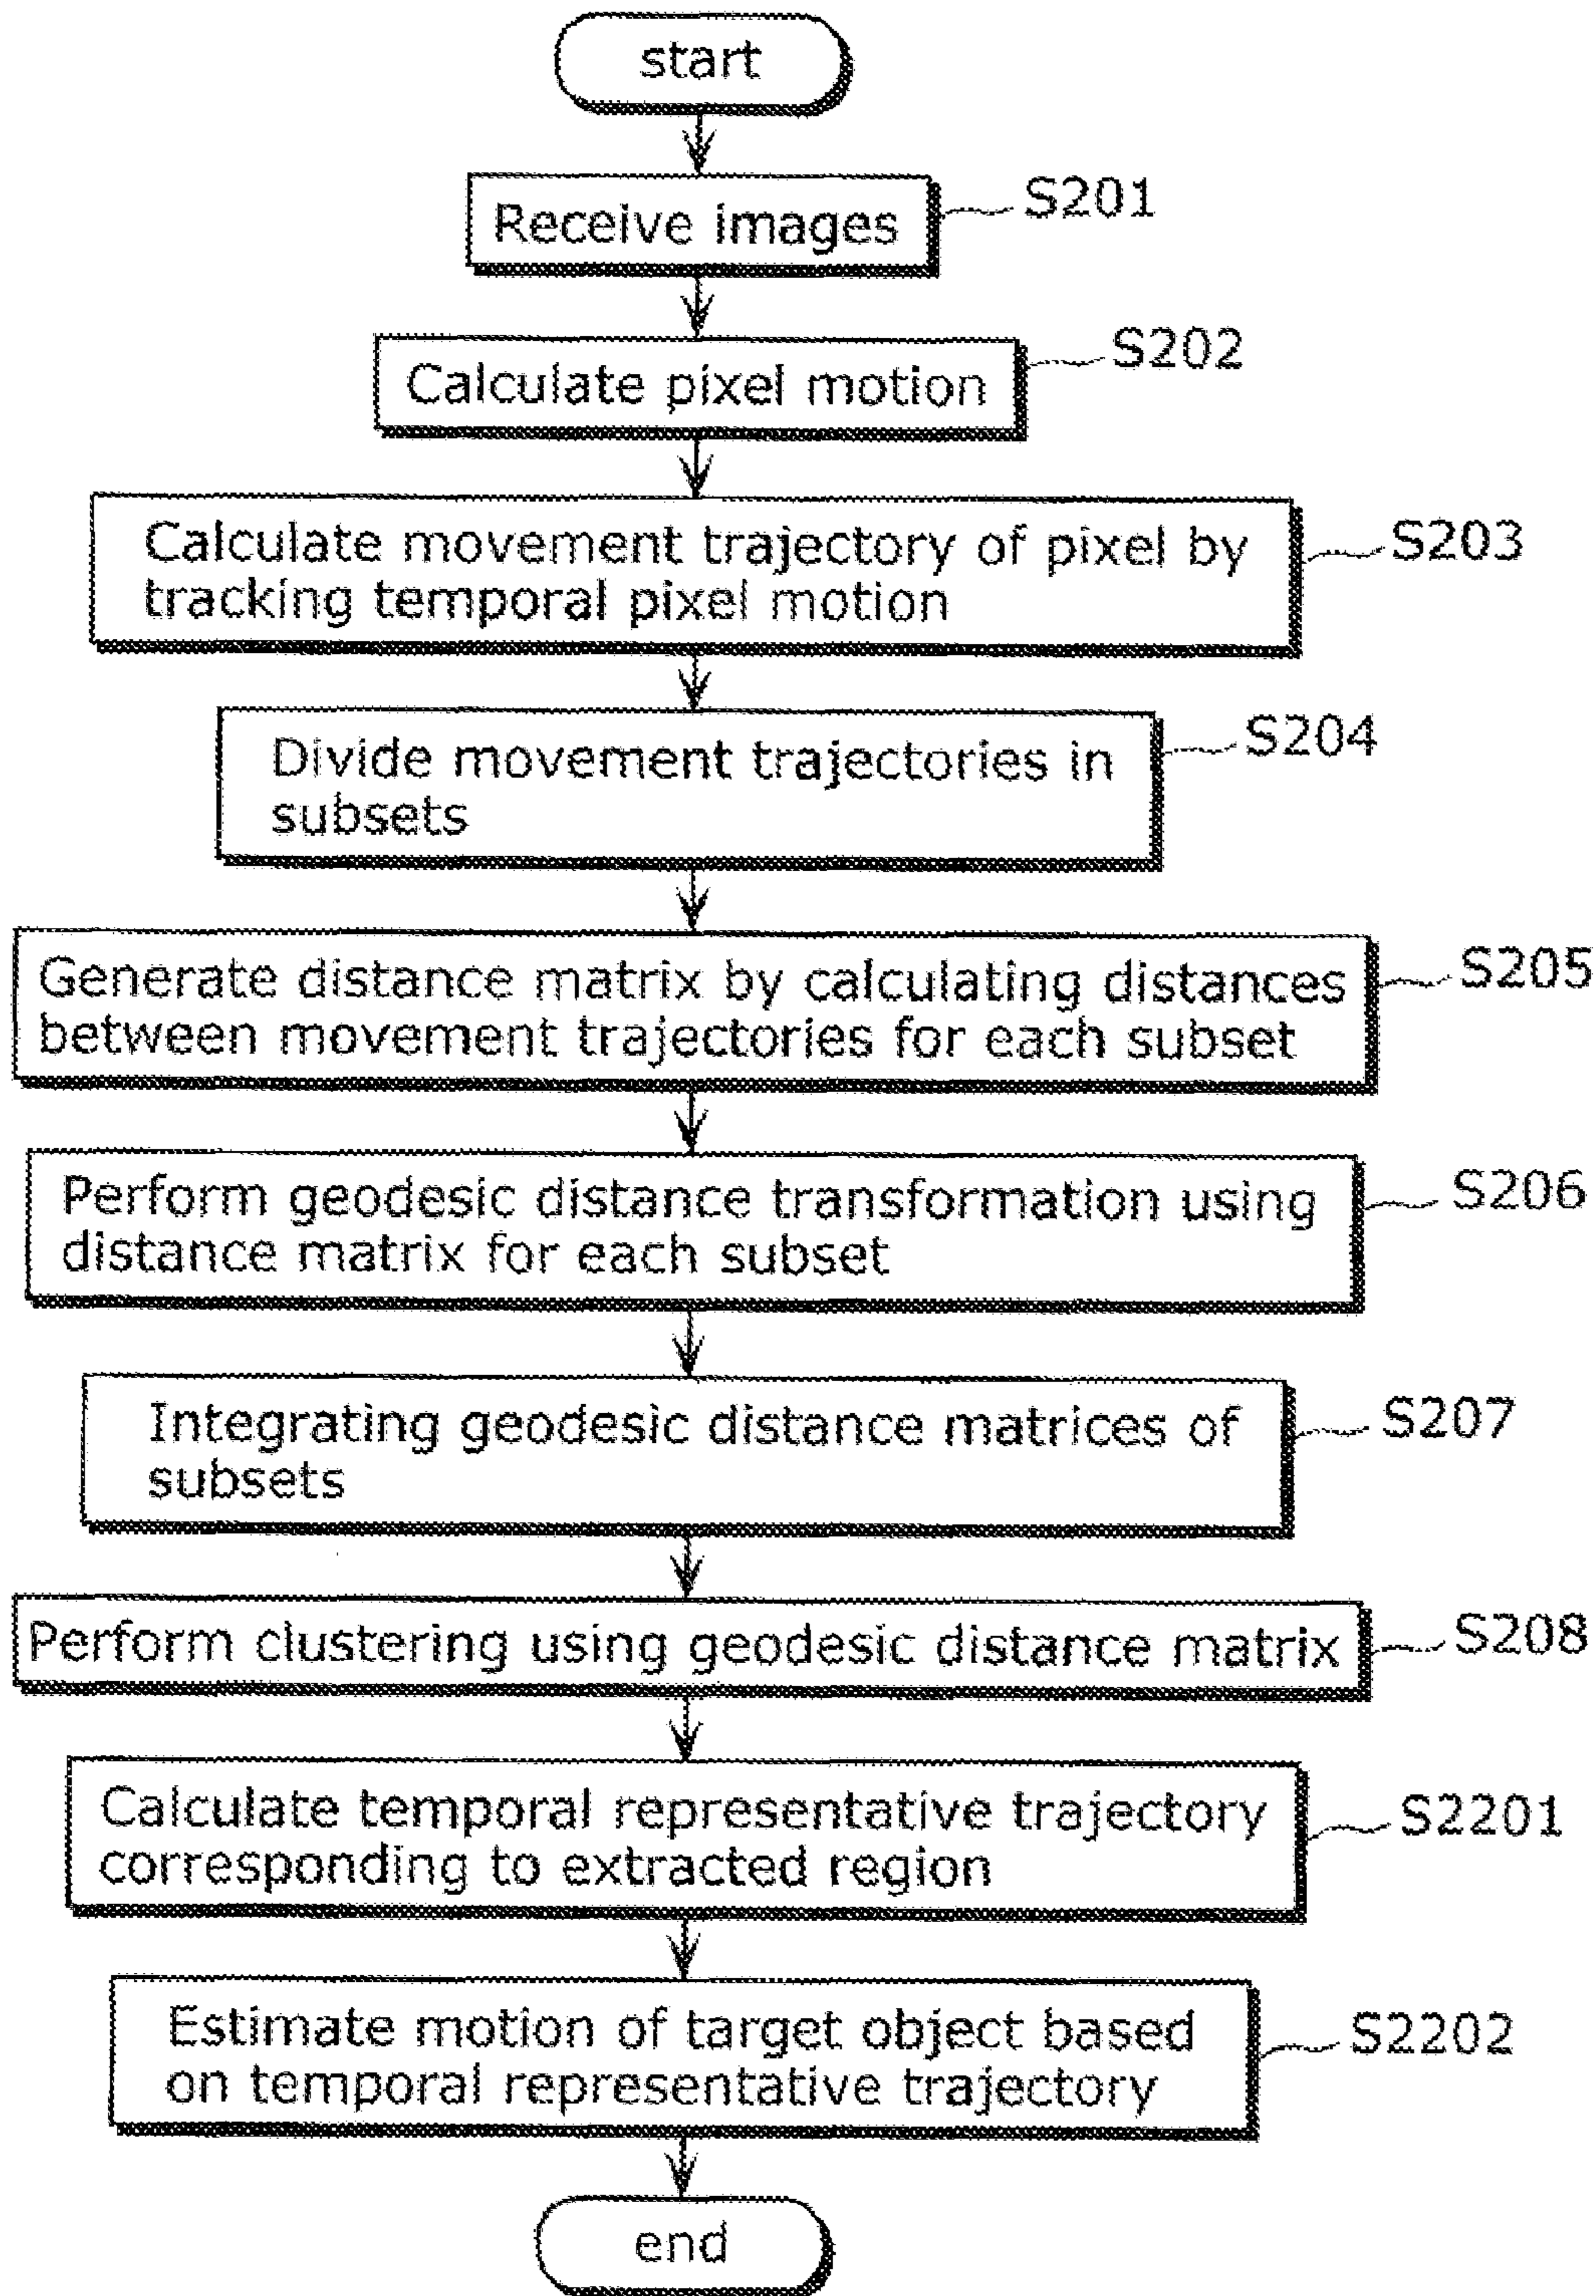 start
Receive images
S201
Calculate pixel motion
S202
Calculate movement trajectory of pixel by
tracking temporal pixel motion
S203
Divide movement trajectories in
subsets
S204
Generate distance matrix by calculating distances
between movement trajectories for each subset
S205
Perform geodesic distance transformation using
distance matrix for each subset
S206
Integrating geodesic distance matrices of
subsets
S207
Perform clustering using geodesic distance matrix
S208
Calculate temporal representative trajectory
corresponding to extracted region
S2201
Estimate motion of target object based
on temporal representative trajectory
S2202
end